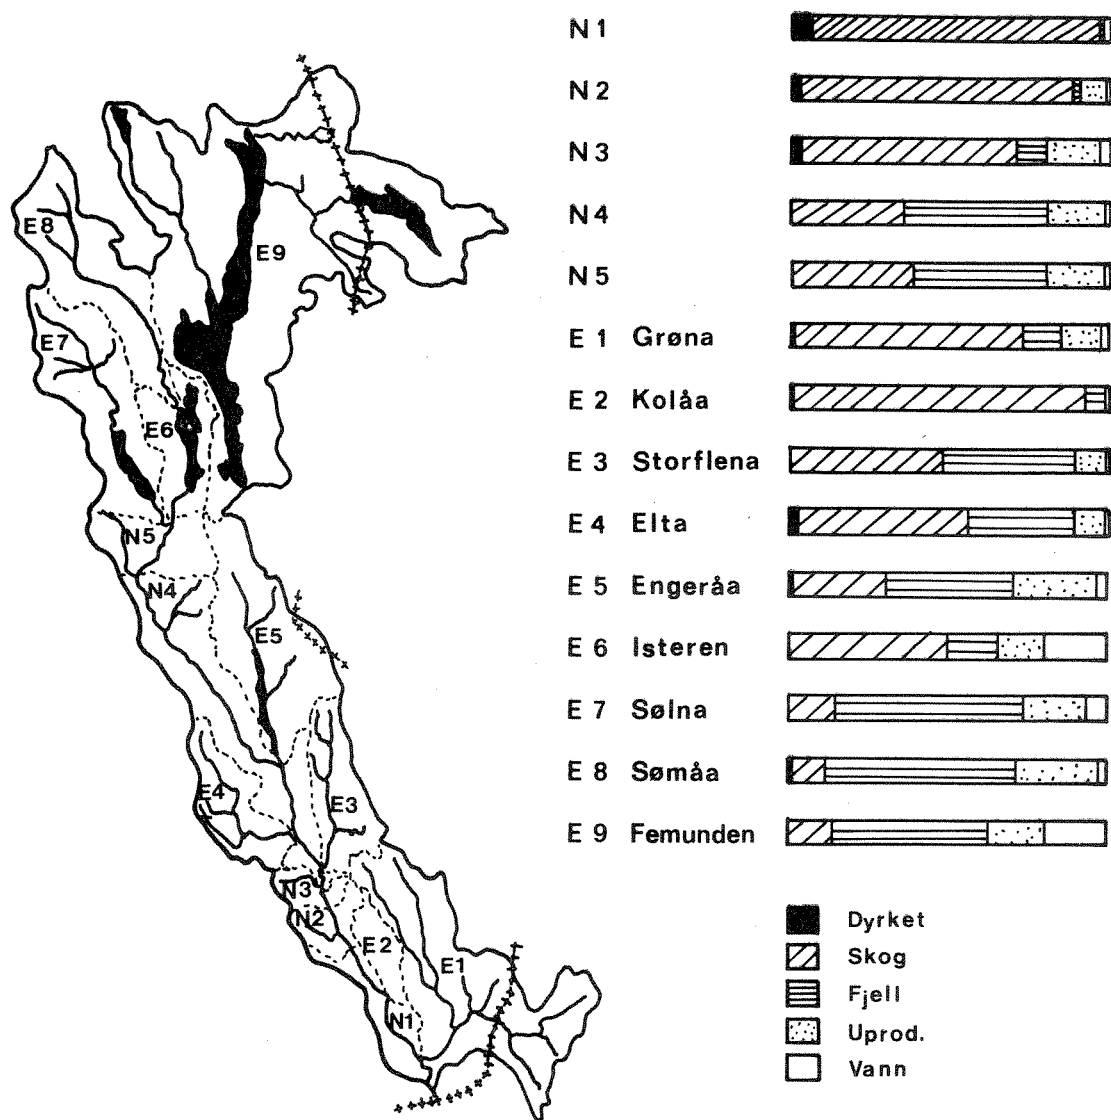 N 1
N 2
N 3
N 4
N 5
E 1 Grøna
E 2 Kolåa
E 3 Storflena
E 4 Elta
E 5 Engeråa
E 6 Isteren
E 7 Sølna
E 8 Sømåa
E 9 Femunden
Dyrket
Skog
Fjell
Uprod.
Vann
E8
E9
E7
E6
N5
N4
E5
E4
E3
N3
N2
E2
E1
N1